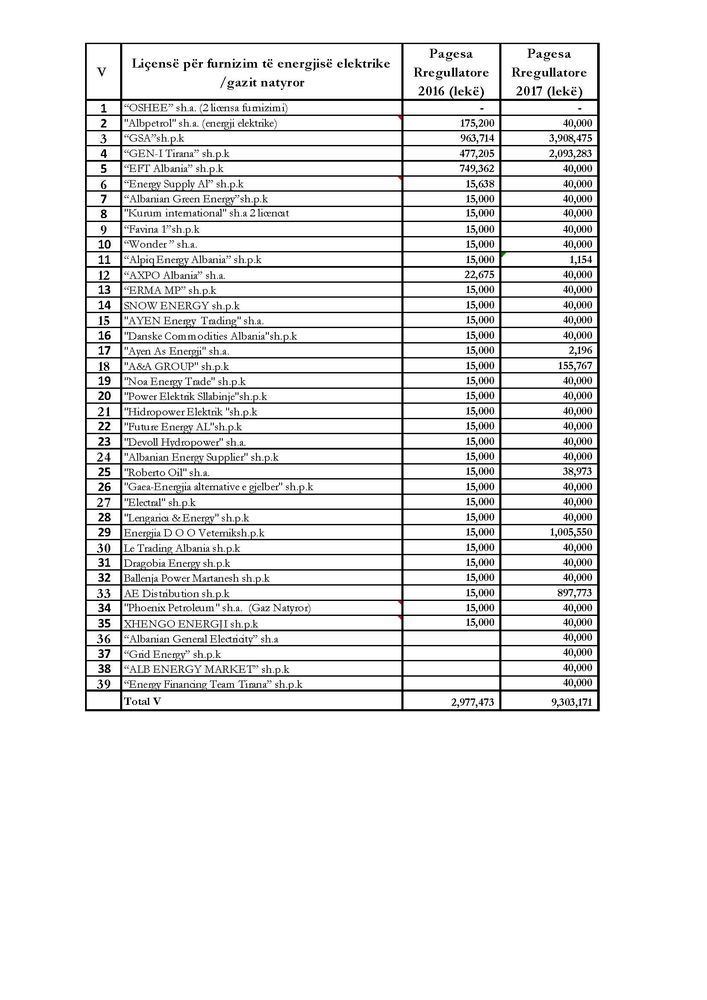 V Liçensë për furnizim të energjisë elektrike /gazit natyror Pagesa Rregullatore 2016 (lekë) Pagesa Rregullatore 2017 (lekë)
1 “OSHEE” sh.a. (2 licensa furnizimi) - -
2 "Albpetrol" sh.a. (energji elektrike) 175,200 40,000
3 “GSA”sh.p.k 963,714 3,908,475
4 “GEN-I Tirana” sh.p.k 477,205 2,093,283
5 “EFT Albania” sh.p.k 749,362 40,000
6 “Energy Supply Al” sh.p.k 15,638 40,000
7 “Albanian Green Energy”sh.p.k 15,000 40,000
8 "Kurum international" sh.a 2 licencat 15,000 40,000
9 “Favina 1”sh.p.k 15,000 40,000
10 “Wonder ” sh.a. 15,000 40,000
11 “Alpiq Energy Albania” sh.p.k 15,000 1,154
12 “AXPO Albania” sh.a. 22,675 40,000
13 “ERMA MP” sh.p.k 15,000 40,000
14 SNOW ENERGY sh.p.k 15,000 40,000
15 "AYEN Energy Trading" sh.a. 15,000 40,000
16 "Danske Commodities Albania"sh.p.k 15,000 40,000
17 "Ayen As Energji" sh.a. 15,000 2,196
18 "A&A GROUP" sh.p.k 15,000 155,767
19 "Noa Energy Trade" sh.p.k 15,000 40,000
20 "Power Elektrik Sllabinje"sh.p.k 15,000 40,000
21 "Hidropower Elektrik "sh.p.k 15,000 40,000
22 "Future Energy AL"sh.p.k 15,000 40,000
23 "Devoll Hydropower" sh.a. 15,000 40,000
24 "Albanian Energy Supplier" sh.p.k 15,000 40,000
25 "Roberto Oil" sh.a. 15,000 38,973
26 "Gaea-Energjia alternative e gjelber" sh.p.k 15,000 40,000
27 "Electral" sh.p.k 15,000 40,000
28 "Lengarica & Energy" sh.p.k 15,000 40,000
29 Energjia D O O Veterniksh.p.k 15,000 1,005,550
30 Le Trading Albania sh.p.k 15,000 40,000
31 Dragobia Energy sh.p.k 15,000 40,000
32 Ballenja Power Martanesh sh.p.k 15,000 40,000
33 AE Distribution sh.p.k 15,000 897,773
34 "Phoenix Petroleum" sh.a. (Gaz Natyror) 15,000 40,000
35 XHENGO ENERGJI sh.p.k 15,000 40,000
36 “Albanian General Electricity” sh.a 40,000
37 “Grid Energy” sh.p.k 40,000
38 “ALB ENERGY MARKET” sh.p.k 40,000
39 “Energy Financing Team Tirana” sh.p.k 40,000
Total V 2,977,473 9,303,171